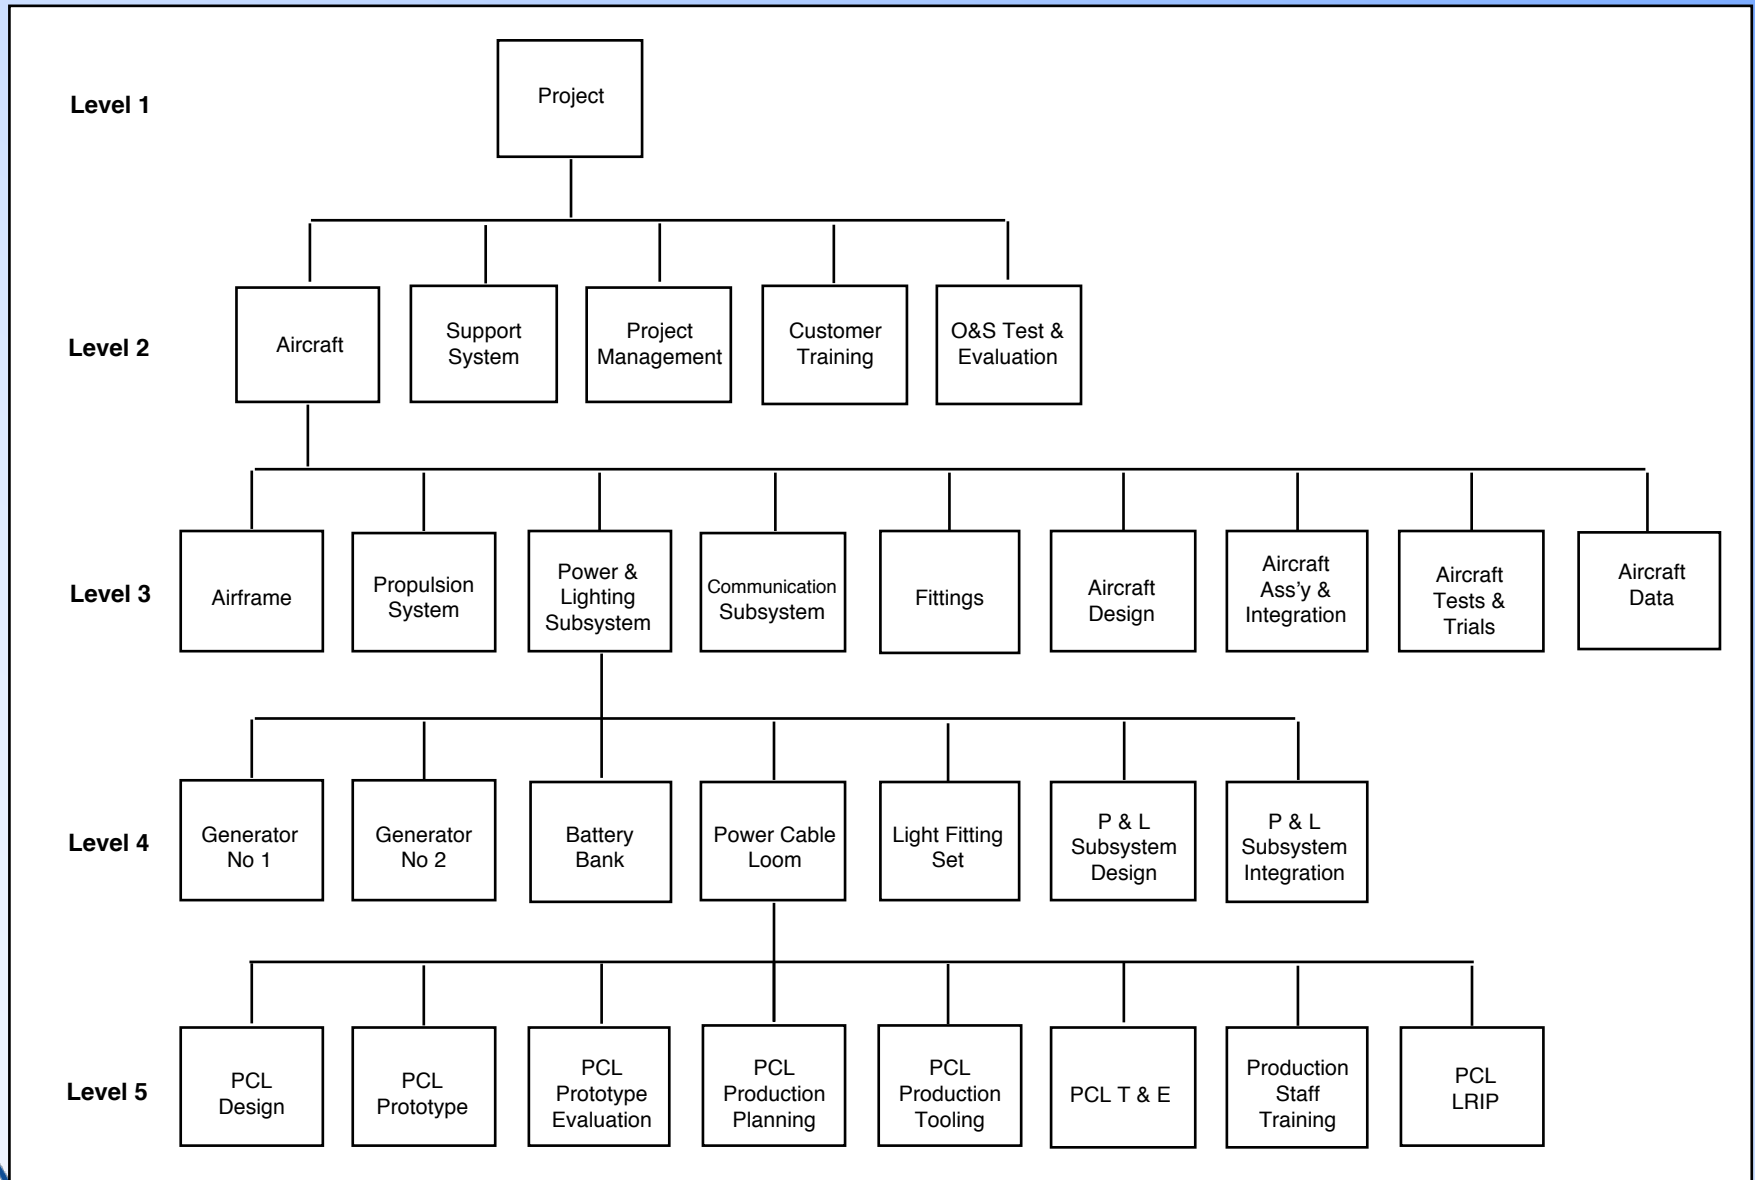 Level 1
Project
Level 2
Aircraft
Support
System
Project
Management
Customer
Training
O&S Test &
Evaluation
Level 3
Airframe
Propulsion
System
Power &
Lighting
Subsystem
Communication
Subsystem
Fittings
Aircraft
Design
Aircraft
Ass'y &
Integration
Aircraft
Tests &
Trials
Aircraft
Data
Level 4
Generator
No 1
Generator
No 2
Battery
Bank
Power Cable
Loom
Light Fitting
Set
P & L
Subsystem
Design
P & L
Subsystem
Integration
Level 5
PCL
Design
PCL
Prototype
PCL
Prototype
Evaluation
PCL
Production
Planning
PCL
Production
Tooling
PCL T & E
Production
Staff
Training
PCL
LRIP